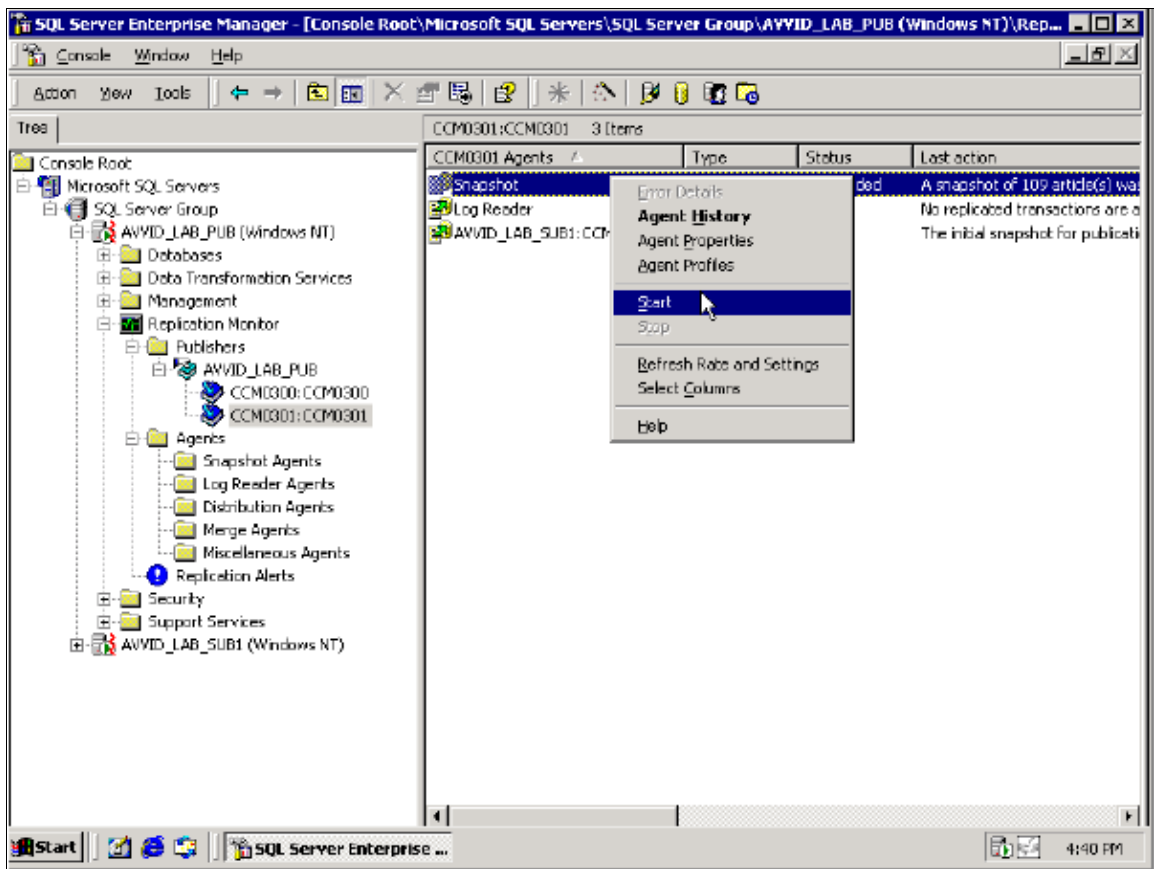 SQL Server Enterprise Manager - [Console Root\Microsoft SQL Servers\SQL Server Group\AVVID_LAB_PUB (Windows NT)\Rep...
Console Window Help
Action View Tools
Tree
CCM0301:CCM0301 3 Items
Console Root
Microsoft SQL Servers
SQL Server Group
AVVID_LAB_PUB (Windows NT)
Databases
Data Transformation Services
Management
Replication Monitor
Publishers
AVVID_LAB_PUB
CCM0300:CCM0300
CCM0301:CCM0301
Agents
Snapshot Agents
Log Reader Agents
Distribution Agents
Merge Agents
Miscellaneous Agents
Replication Alerts
Security
Support Services
AVVID_LAB_SUB1 (Windows NT)
CCM0301 Agents Type Status Last action
Snapshot ded A snapshot of 109 article(s) was
Log Reader No replicated transactions are a
AVVID_LAB_SUB1:CCM The initial snapshot for publicati
Error Details
Agent History
Agent Properties
Agent Profiles
Start
Stop
Refresh Rate and Settings
Select Columns
Help
Start SQL Server Enterprise ... 4:40 PM